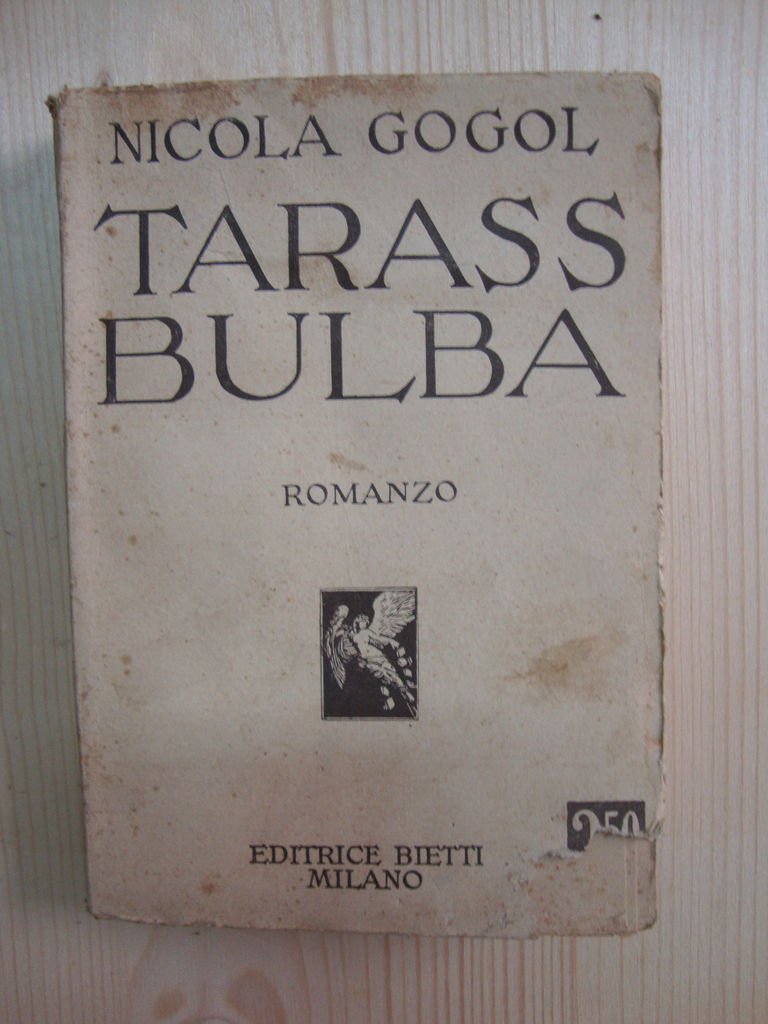 NICOLA GOGOL
TARASS
BULBA
ROMANZO
EDITRICE BIETTI
MILANO